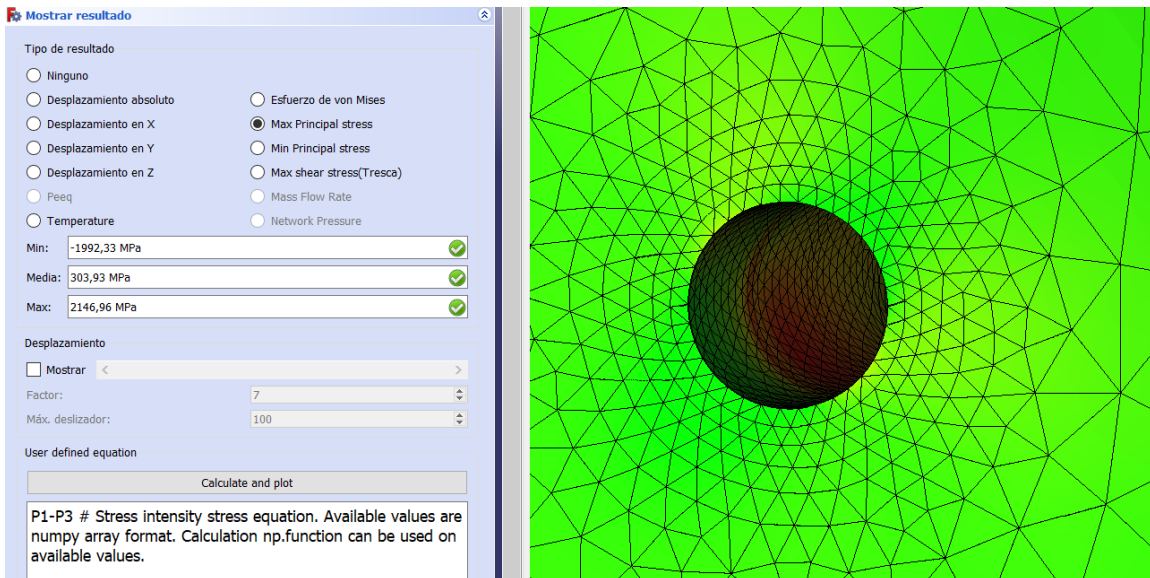 Mostrar resultado
Tipo de resultado
Ninguno
Desplazamiento absoluto
Esfuerzo de von Mises
Desplazamiento en X
Max Principal stress
Desplazamiento en Y
Min Principal stress
Desplazamiento en Z
Max shear stress(Tresca)
Peeq
Mass Flow Rate
Temperature
Network Pressure
Min: -1992,33 MPa
Media: 303,93 MPa
Max: 2146,96 MPa
Desplazamiento
Mostrar
Factor: 7
Máx. deslizador: 100
User defined equation
Calculate and plot
P1-P3 # Stress intensity stress equation. Available values are
numpy array format. Calculation np.function can be used on
available values.